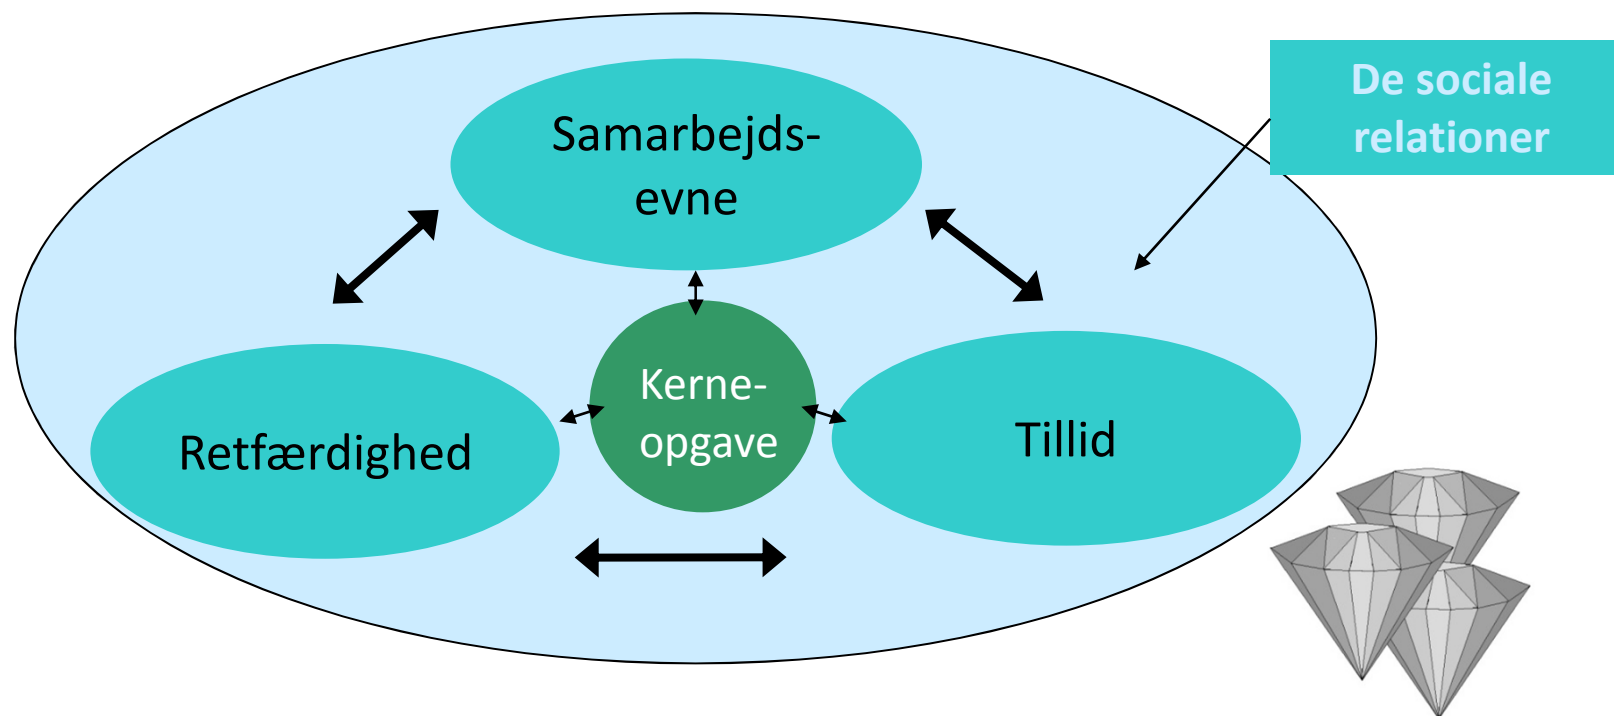 Samarbejds-
evne
De sociale
relationer
Kerne-
opgave
Retfærdighed
Tillid